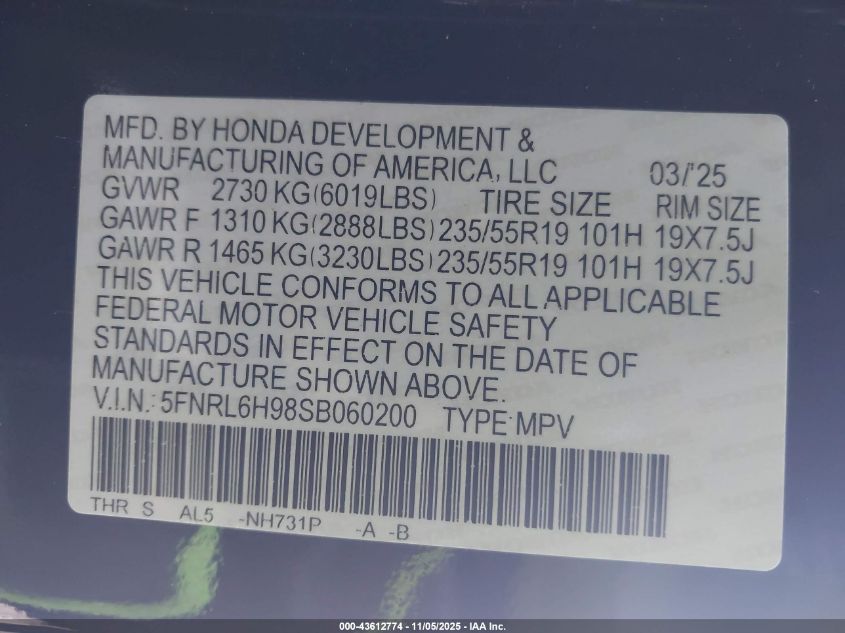 MFD. BY HONDA DEVELOPMENT &
MANUFACTURING OF AMERICA, LLC 03/'25
GVWR 2730 KG(6019LBS) TIRE SIZE RIM SIZE
GAWR F 1310 KG(2888LBS) 235/55R19 101H 19X7.5J
GAWR R 1465 KG(3230LBS) 235/55R19 101H 19X7.5J
THIS VEHICLE CONFORMS TO ALL APPLICABLE
FEDERAL MOTOR VEHICLE SAFETY
STANDARDS IN EFFECT ON THE DATE OF
MANUFACTURE SHOWN ABOVE.
V.I.N.: 5FNRL6H98SB060200 TYPE:MPV
THR S AL5 -NH731P -A -B
000-43612774 - 11/05/2025 - IAA Inc.